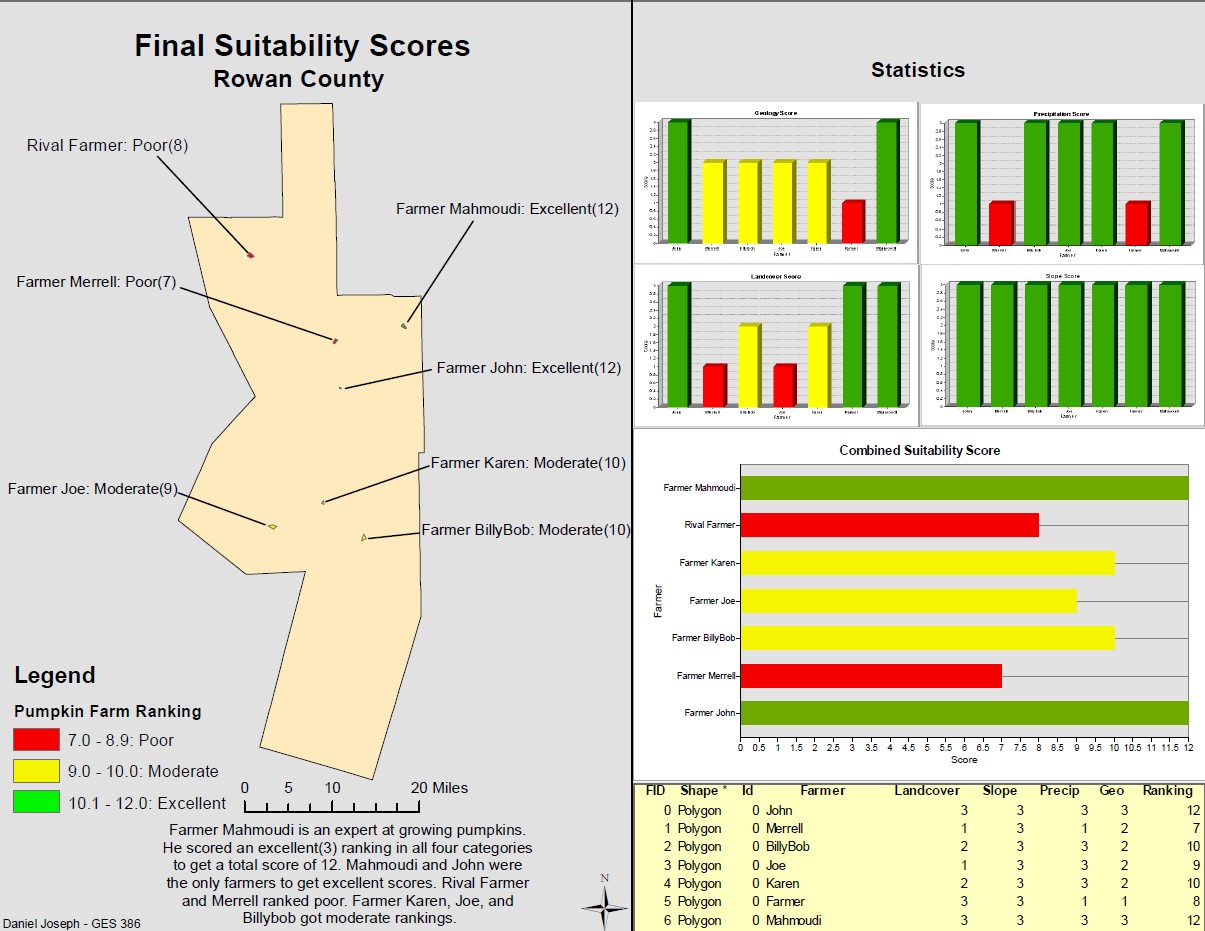 Final Suitability Scores
Rowan County
Rival Farmer: Poor(8)
Farmer Mahmoudi: Excellent(12)
Farmer Merrell: Poor(7)
Farmer John: Excellent(12)
Farmer Karen: Moderate(10)
Farmer Joe: Moderate(9)
Farmer BillyBob: Moderate(10)
Legend
Pumpkin Farm Ranking
7.0 - 8.9: Poor
9.0 - 10.0: Moderate
10.1 - 12.0: Excellent
0 5 10 20 Miles
Farmer Mahmoudi is an expert at growing pumpkins.
He scored an excellent(3) ranking in all four categories
to get a total score of 12. Mahmoudi and John were
the only farmers to get excellent scores. Rival Farmer
and Merrell ranked poor. Farmer Karen, Joe, and
Billybob got moderate rankings.
N
Daniel Joseph - GES 386
Statistics
Geology Score
Precipitation Score
Landcover Score
Slope Score
Combined Suitability Score
Farmer
Farmer Mahmoudi
Rival Farmer
Farmer Karen
Farmer Joe
Farmer BillyBob
Farmer Merrell
Farmer John
0 0.5 1 1.5 2 2.5 3 3.5 4 4.5 5 5.5 6 6.5 7 7.5 8 8.5 9 9.5 10 10.5 11 11.5 12
Score
FID Shape * Id Farmer Landcover Slope Precip Geo Ranking
0 Polygon 0 John 3 3 3 3 12
1 Polygon 0 Merrell 1 3 1 2 7
2 Polygon 0 BillyBob 2 3 3 2 10
3 Polygon 0 Joe 1 3 3 2 9
4 Polygon 0 Karen 2 3 3 2 10
5 Polygon 0 Farmer 3 3 1 1 8
6 Polygon 0 Mahmoudi 3 3 3 3 12